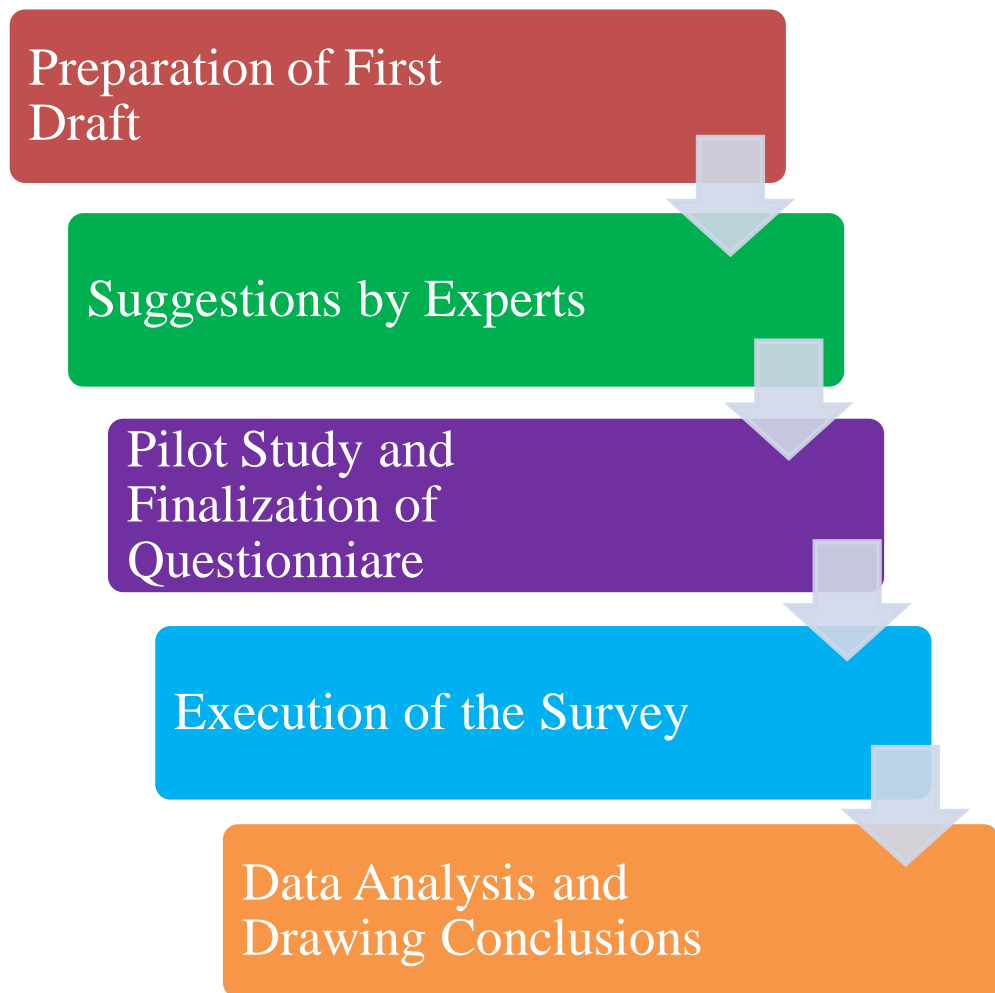 Preparation of First
Draft
Suggestions by Experts
Pilot Study and
Finalization of
Questionniare
Execution of the Survey
Data Analysis and
Drawing Conclusions